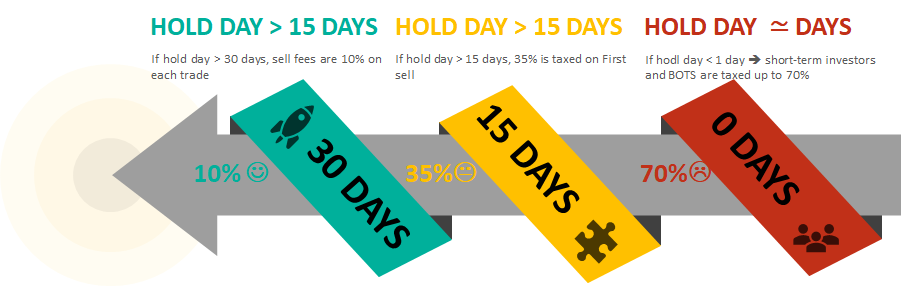 HOLD DAY > 15 DAYS
If hold day > 30 days, sell fees are 10% on
each trade
HOLD DAY > 15 DAYS
If hold day > 15 days, 35% is taxed on First
sell
HOLD DAY ≃ DAYS
If hodl day < 1 day ➔ short-term investors
and BOTS are taxed up to 70%
10% ☺
30 DAYS
35% 😐
15 DAYS
70% ☹
0 DAYS